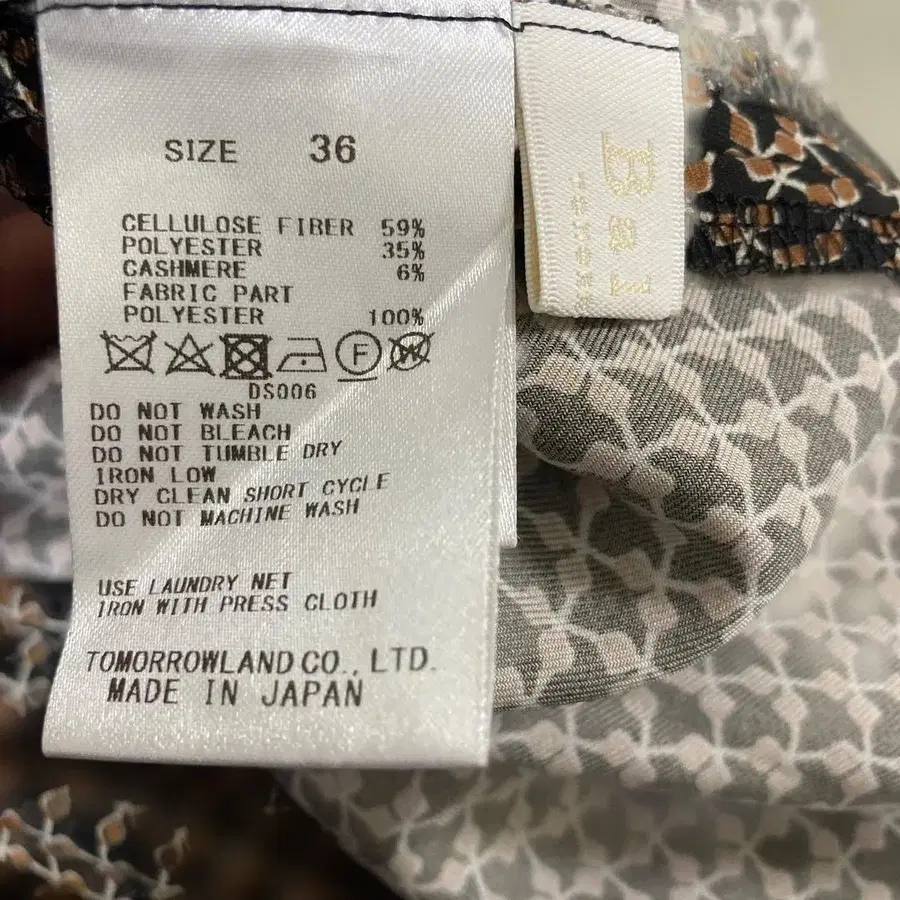 SIZE 36
CELLULOSE FIBER 59%
POLYESTER 35%
CASHMERE 6%
FABRIC PART
POLYESTER 100%
F W
DS006
DO NOT WASH
DO NOT BLEACH
DO NOT TUMBLE DRY
IRON LOW
DRY CLEAN SHORT CYCLE
DO NOT MACHINE WASH
USE LAUNDRY NET
IRON WITH PRESS CLOTH
TOMORROWLAND CO., LTD.
MADE IN JAPAN